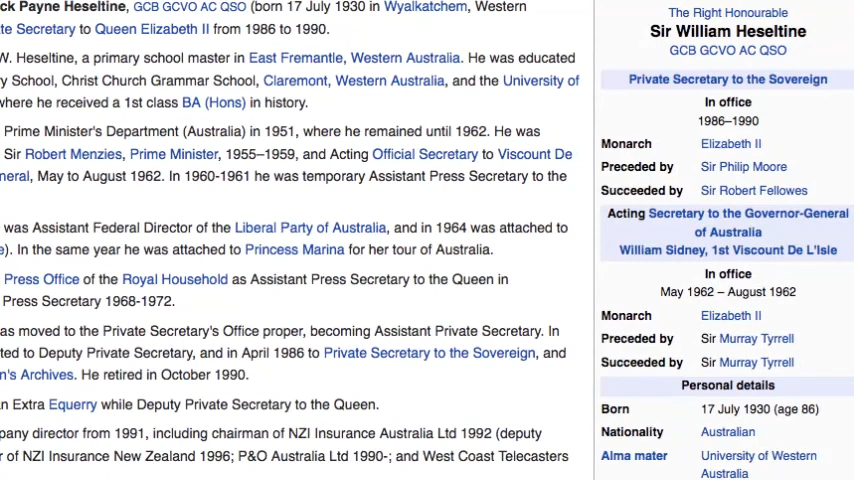 ck Payne Heseltine, GCB GCVO AC QSO (born 17 July 1930 in Wyalkatchem, Western
te Secretary to Queen Elizabeth II from 1986 to 1990.
W. Heseltine, a primary school master in East Fremantle, Western Australia. He was educated
ry School, Christ Church Grammar School, Claremont, Western Australia, and the University of
where he received a 1st class BA (Hons) in history.
Prime Minister's Department (Australia) in 1951, where he remained until 1962. He was
Sir Robert Menzies, Prime Minister, 1955–1959, and Acting Official Secretary to Viscount De
neral, May to August 1962. In 1960-1961 he was temporary Assistant Press Secretary to the
was Assistant Federal Director of the Liberal Party of Australia, and in 1964 was attached to
e). In the same year he was attached to Princess Marina for her tour of Australia.
Press Office of the Royal Household as Assistant Press Secretary to the Queen in
Press Secretary 1968-1972.
as moved to the Private Secretary's Office proper, becoming Assistant Private Secretary. In
ted to Deputy Private Secretary, and in April 1986 to Private Secretary to the Sovereign, and
n's Archives. He retired in October 1990.
an Extra Equerry while Deputy Private Secretary to the Queen.
pany director from 1991, including chairman of NZI Insurance Australia Ltd 1992 (deputy
r of NZI Insurance New Zealand 1996; P&O Australia Ltd 1990-; and West Coast Telecasters
The Right Honourable
Sir William Heseltine
GCB GCVO AC QSO
Private Secretary to the Sovereign
In office
1986–1990
Monarch Elizabeth II
Preceded by Sir Philip Moore
Succeeded by Sir Robert Fellowes
Acting Secretary to the Governor-General
of Australia
William Sidney, 1st Viscount De L'Isle
In office
May 1962 – August 1962
Monarch Elizabeth II
Preceded by Sir Murray Tyrrell
Succeeded by Sir Murray Tyrrell
Personal details
Born 17 July 1930 (age 86)
Nationality Australian
Alma mater University of Western
Australia